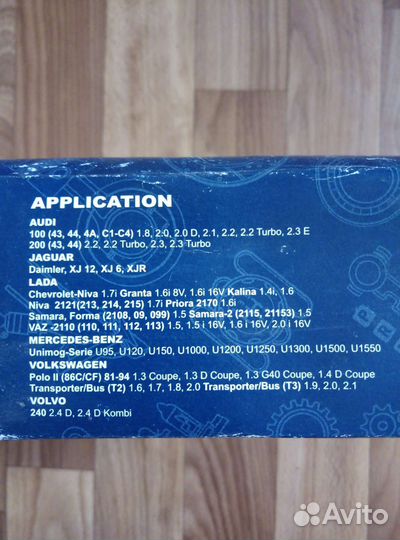 APPLICATION
AUDI
100 (43, 44, 4A, C1-C4) 1.8, 2.0, 2.0 D, 2.1, 2.2, 2.2 Turbo, 2.3 E
200 (43, 44) 2.2, 2.2 Turbo, 2.3, 2.3 Turbo
JAGUAR
Daimler, XJ 12, XJ 6, XJR
LADA
Chevrolet-Niva 1.7i Granta 1.6i 8V, 1.6i 16V Kalina 1.4i, 1.6
Niva 2121(213, 214, 215) 1.7i Priora 2170 1.6i
Samara, Forma (2108, 09, 099) 1.5 Samara-2 (2115, 21153) 1.5
VAZ -2110 (110, 111, 112, 113) 1.5, 1.5 i 16V, 1.6 i 16V, 2.0 i 16V
MERCEDES-BENZ
Unimog-Serie U95, U120, U150, U1000, U1200, U1250, U1300, U1500, U1550
VOLKSWAGEN
Polo II (86C/CF) 81-94 1.3 Coupe, 1.3 D Coupe, 1.3 G40 Coupe, 1.4 D Coupe
Transporter/Bus (T2) 1.6, 1.7, 1.8, 2.0 Transporter/Bus (T3) 1.9, 2.0, 2.1
VOLVO
240 2.4 D, 2.4 D Kombi
Avito